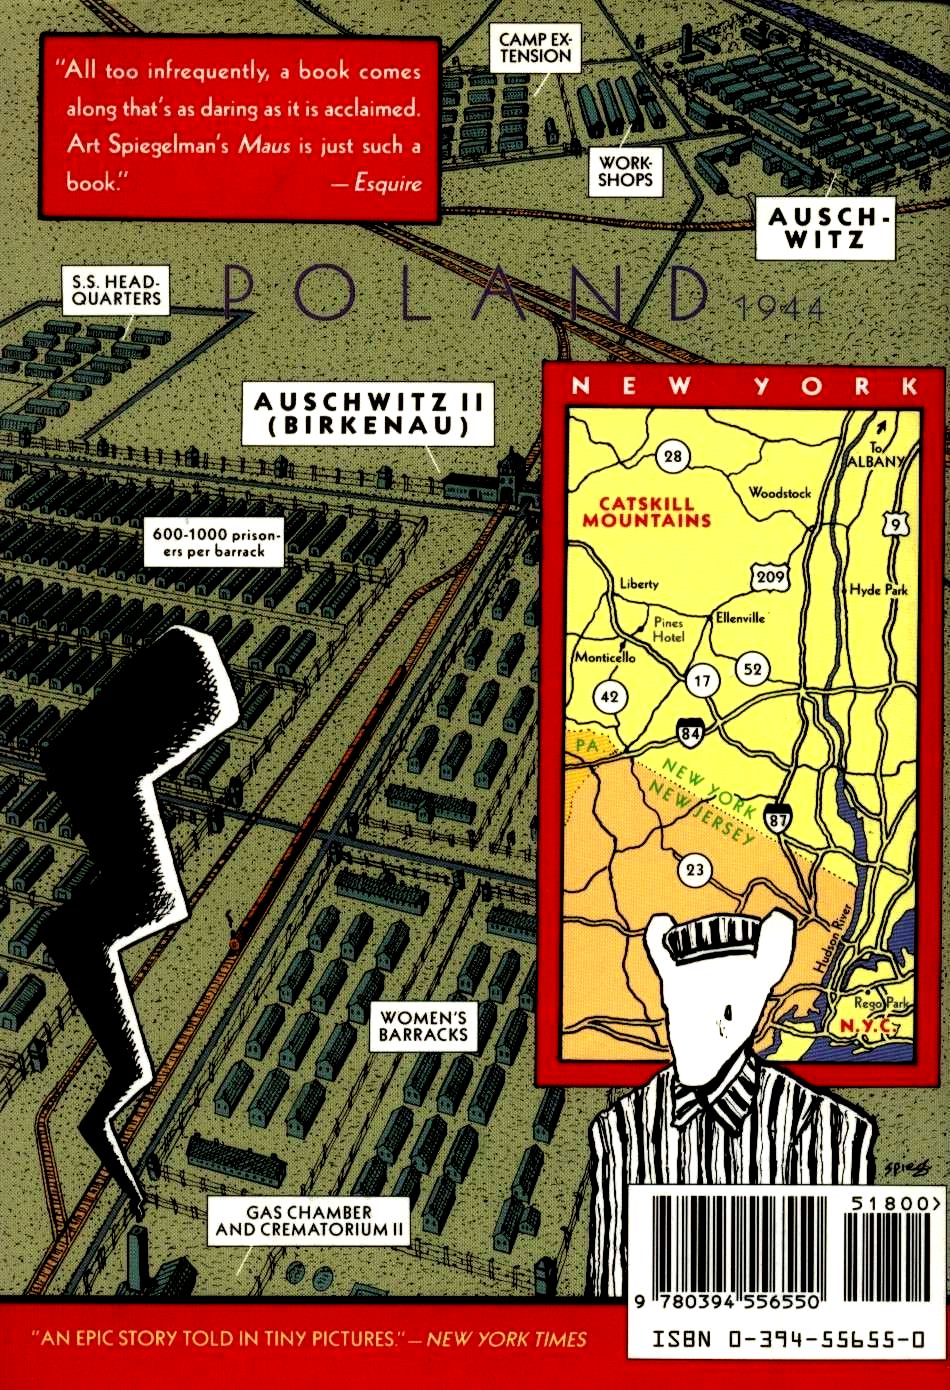 "All too infrequently, a book comes
along that's as daring as it is acclaimed.
Art Spiegelman's Maus is just such a
book."
— Esquire
CAMP EX-
TENSION
WORK-
SHOPS
AUSCH-
WITZ
S.S. HEAD-
QUARTERS
POLAND 1944
AUSCHWITZ II
(BIRKENAU)
600-1000 prison-
ers per barrack
WOMEN'S
BARRACKS
GAS CHAMBER
AND CREMATORIUM II
NEW YORK
To
ALBANY
28
CATSKILL
MOUNTAINS
Woodstock
9
209
Liberty
Hyde Park
Ellenville
Pines
Hotel
Monticello
17
52
42
84
PA
NEW YORK
NEW JERSEY
87
23
Hudson River
Rego Park
N.Y.C.
51800>
9 780394 556550
ISBN 0-394-55655-0
"AN EPIC STORY TOLD IN TINY PICTURES." — NEW YORK TIMES